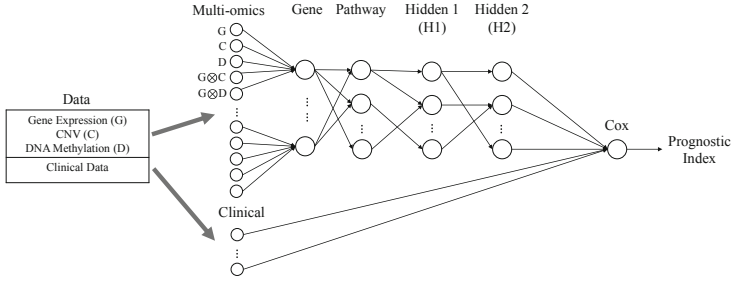 Multi-omics
Gene
Pathway
Hidden 1
(H1)
Hidden 2
(H2)
G
C
D
G⊗C
G⊗D
Data
Gene Expression (G)
CNV (C)
DNA Methylation (D)
Clinical Data
Clinical
Cox
Prognostic
Index